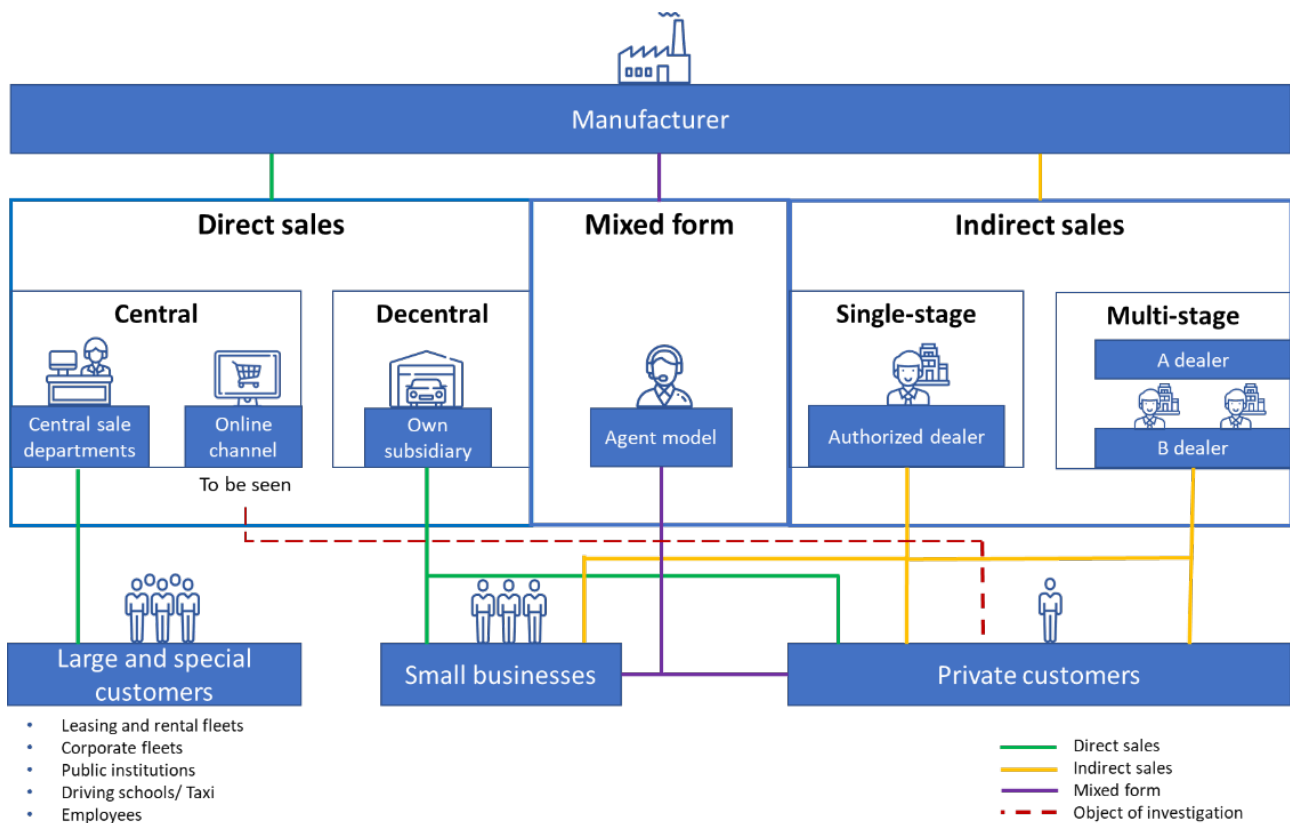 Manufacturer
Direct sales
Mixed form
Indirect sales
Central
Decentral
Single-stage
Multi-stage
A dealer
Central sale
departments
Online
channel
Own
subsidiary
Agent model
Authorized dealer
B dealer
To be seen
Large and special
customers
Small businesses
Private customers
• Leasing and rental fleets
• Corporate fleets
• Public institutions
• Driving schools/ Taxi
• Employees
Direct sales
Indirect sales
Mixed form
Object of investigation